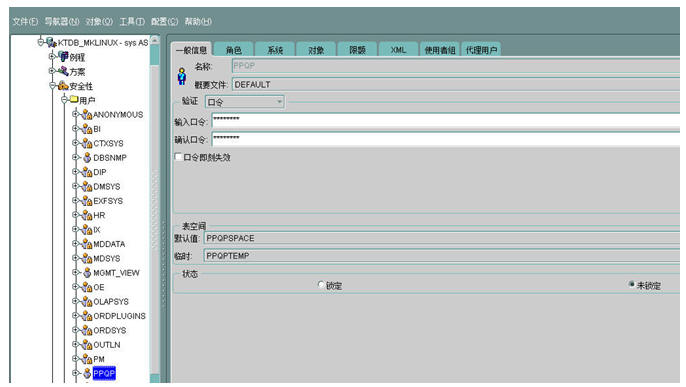 文件(F) 导航器(N) 对象(O) 工具(T) 配置(C) 帮助(H)
KTDB_MKLINUX - sys AS
例程
方案
安全性
用户
ANONYMOUS
BI
CTXSYS
DBSNMP
DIP
DMSYS
EXFSYS
HR
IX
MDDATA
MDSYS
MGMT_VIEW
OE
OLAPSYS
ORDPLUGINS
ORDSYS
OUTLN
PM
PPQP
一般信息 角色 系统 对象 限额 XML 使用者组 代理用户
名称: PPQP
概要文件: DEFAULT
验证 口令
输入口令: ********
确认口令: ********
口令即刻失效
表空间
默认值: PPQPSPACE
临时: PPQPTEMP
状态
锁定 未锁定